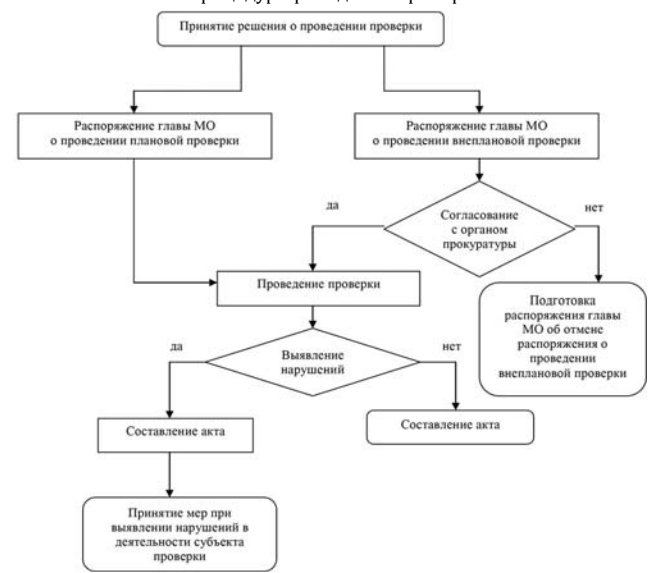 Принятие решения о проведении проверки
Распоряжение главы МО
о проведении плановой проверки
Распоряжение главы МО
о проведении внеплановой проверки
да
Согласование
с органом
прокуратуры
нет
Проведение проверки
Подготовка
распоряжения главы
МО об отмене
распоряжения о
проведении
внеплановой проверки
да
Выявление
нарушений
нет
Составление акта
Составление акта
Принятие мер при
выявлении нарушений в
деятельности субъекта
проверки